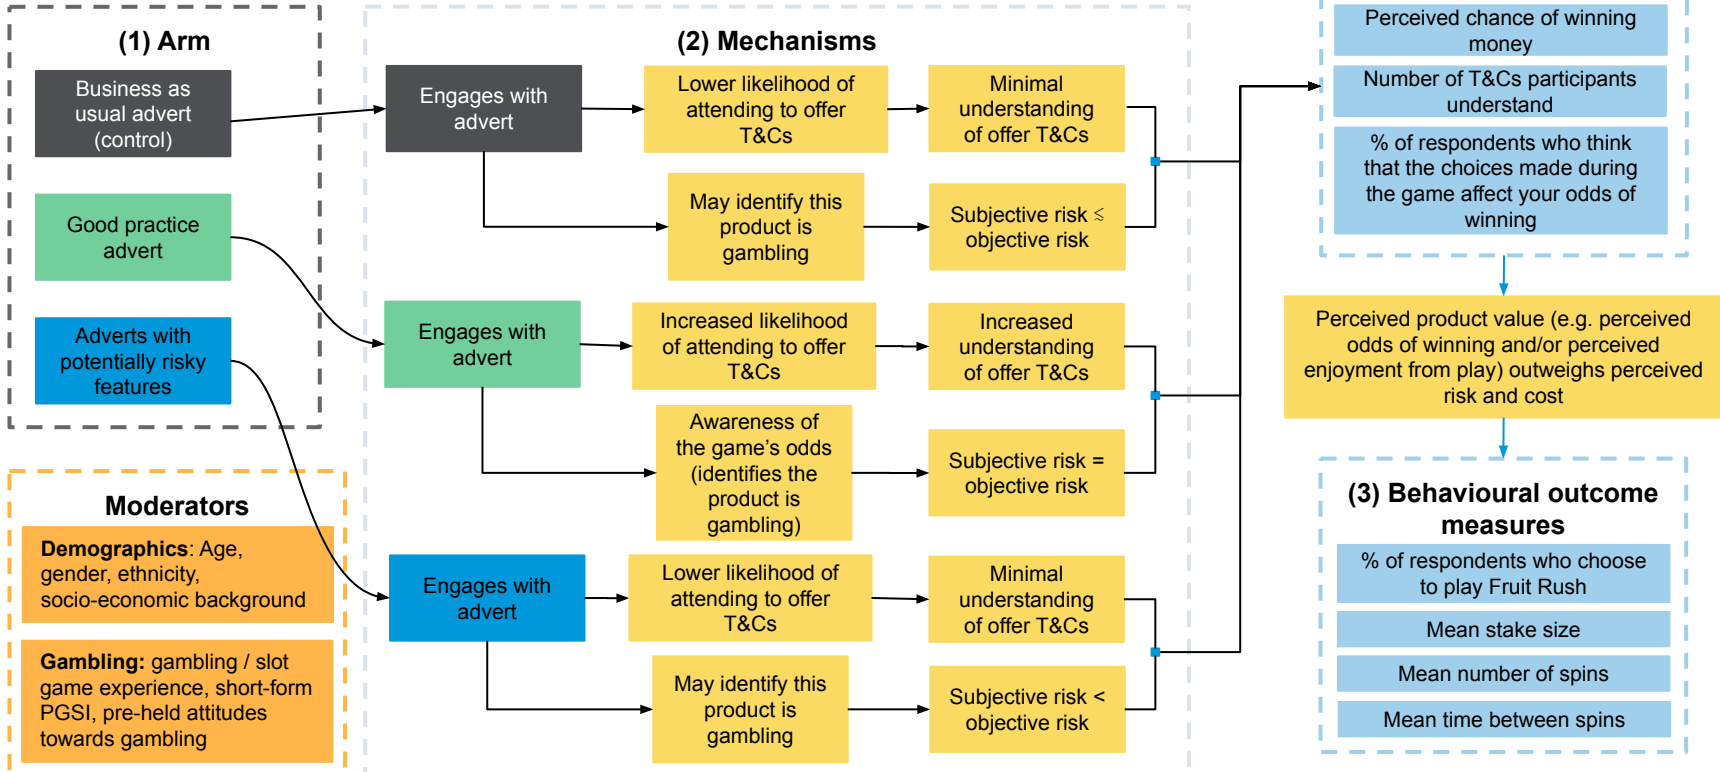 (1) Arm
Business as
usual advert
(control)
Good practice
advert
Adverts with
potentially risky
features
Moderators
Demographics: Age,
gender, ethnicity,
socio-economic background
Gambling: gambling / slot
game experience, short-form
PGSI, pre-held attitudes
towards gambling
(2) Mechanisms
Engages with
advert
Lower likelihood of
attending to offer
T&Cs
Minimal
understanding
of offer T&Cs
May identify this
product is
gambling
Subjective risk ≲
objective risk
Engages with
advert
Increased likelihood
of attending to offer
T&Cs
Increased
understanding
of offer T&Cs
Awareness of
the game's odds
(identifies the
product is
gambling)
Subjective risk =
objective risk
Engages with
advert
Lower likelihood of
attending to offer
T&Cs
Minimal
understanding
of offer T&Cs
May identify this
product is
gambling
Subjective risk <
objective risk
Perceived chance of winning
money
Number of T&Cs participants
understand
% of respondents who think
that the choices made during
the game affect your odds of
winning
Perceived product value (e.g. perceived
odds of winning and/or perceived
enjoyment from play) outweighs perceived
risk and cost
(3) Behavioural outcome
measures
% of respondents who choose
to play Fruit Rush
Mean stake size
Mean number of spins
Mean time between spins